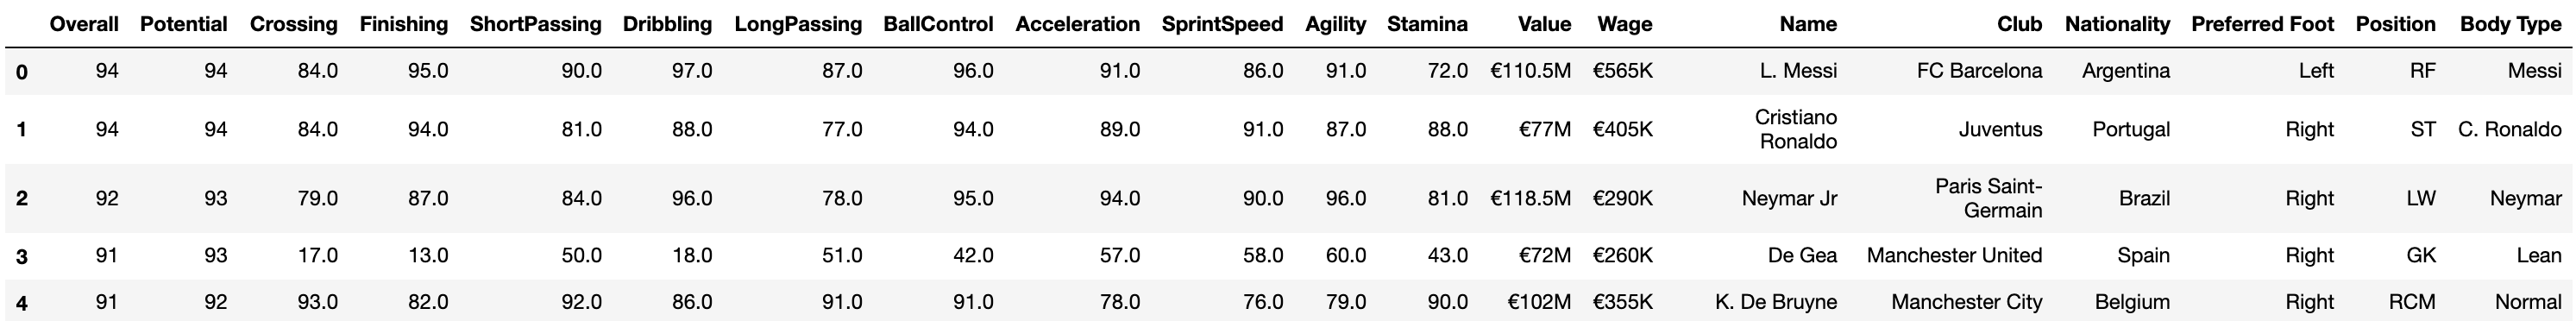 Overall Potential Crossing Finishing ShortPassing Dribbling LongPassing BallControl Acceleration SprintSpeed Agility Stamina Value Wage Name Club Nationality Preferred Foot Position Body Type
0 94 94 84.0 95.0 90.0 97.0 87.0 96.0 91.0 86.0 91.0 72.0 €110.5M €565K L. Messi FC Barcelona Argentina Left RF Messi
1 94 94 84.0 94.0 81.0 88.0 77.0 94.0 89.0 91.0 87.0 88.0 €77M €405K Cristiano Ronaldo Juventus Portugal Right ST C. Ronaldo
2 92 93 79.0 87.0 84.0 96.0 78.0 95.0 94.0 90.0 96.0 81.0 €118.5M €290K Neymar Jr Paris Saint-Germain Brazil Right LW Neymar
3 91 93 17.0 13.0 50.0 18.0 51.0 42.0 57.0 58.0 60.0 43.0 €72M €260K De Gea Manchester United Spain Right GK Lean
4 91 92 93.0 82.0 92.0 86.0 91.0 91.0 78.0 76.0 79.0 90.0 €102M €355K K. De Bruyne Manchester City Belgium Right RCM Normal